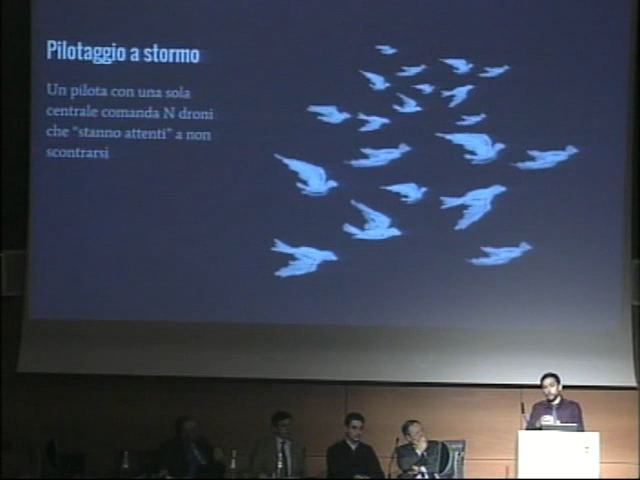 Pilotaggio a stormo
Un pilota con una sola
centrale comanda N droni
che "stanno attenti" a non
scontrarsi